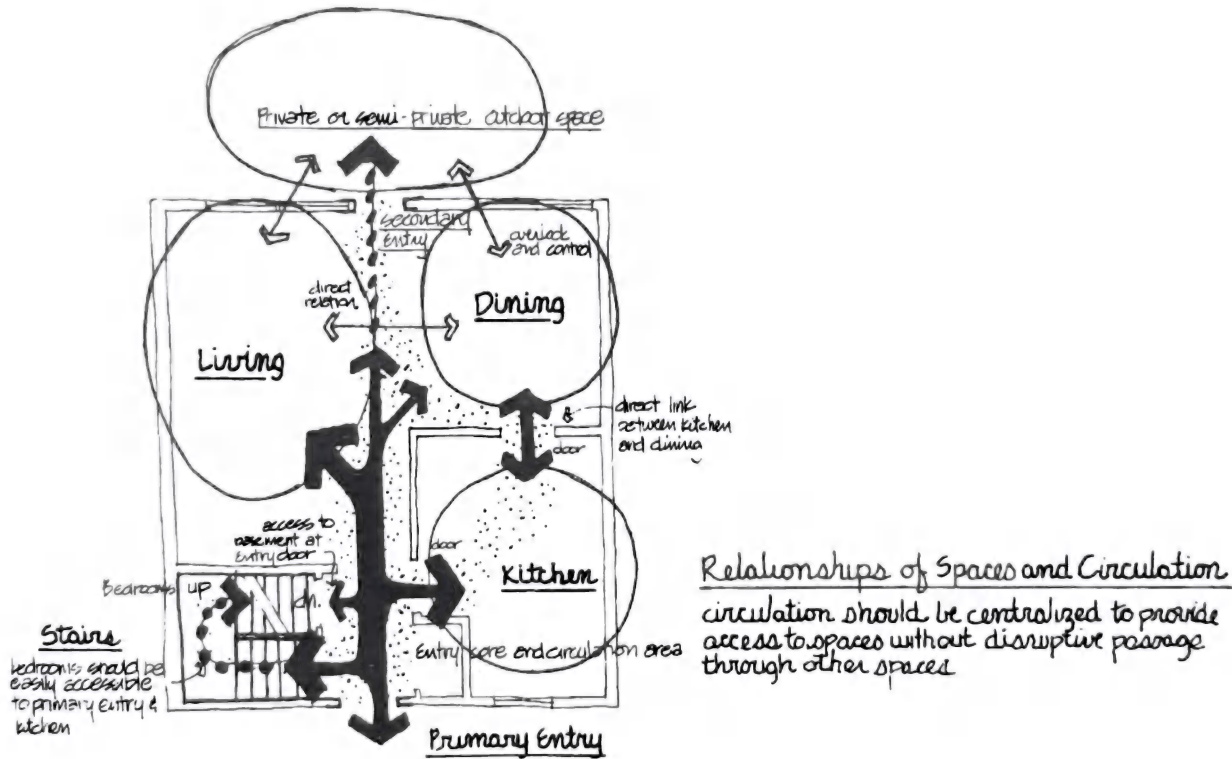 Private or semi-private outdoor space
secondary
entry
overlook
and control
direct
relation
Dining
Living
direct link
between kitchen
and dining
door
access to
basement at
entry door
door
Kitchen
Bedrooms up
dn.
Stairs
bedrooms should be
easily accessible
to primary entry &
kitchen
entry core and circulation area
Primary Entry
Relationships of Spaces and Circulation
circulation should be centralized to provide
access to spaces without disruptive passage
through other spaces